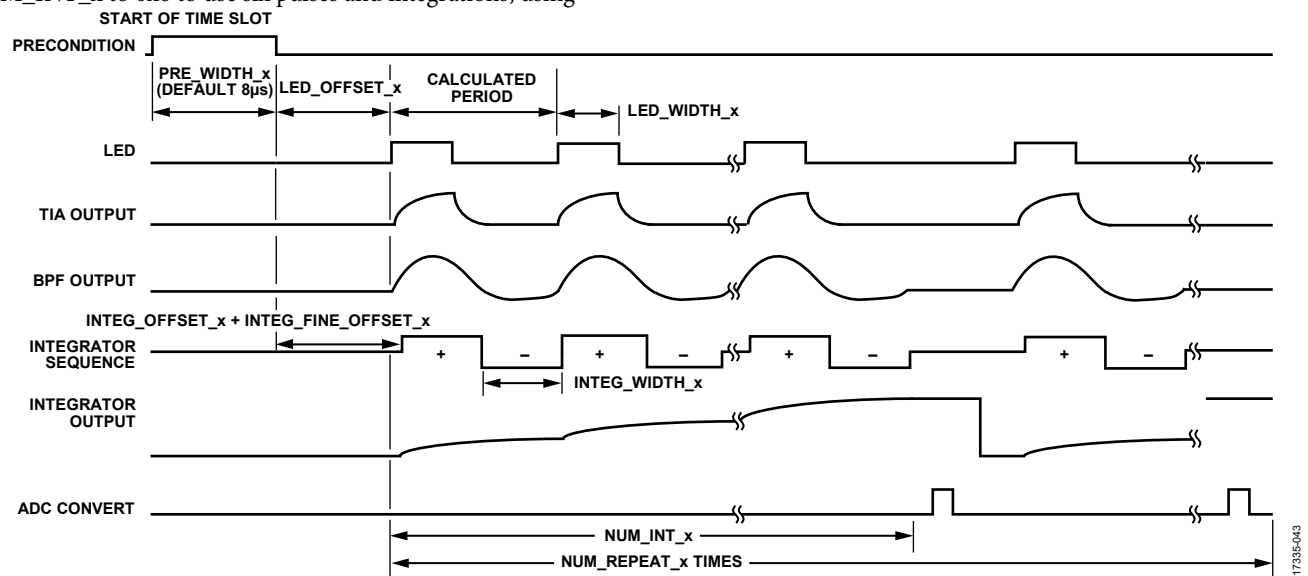 START OF TIME SLOT
PRECONDITION
PRE_WIDTH_x
(DEFAULT 8µs)
LED_OFFSET_x
CALCULATED
PERIOD
LED_WIDTH_x
LED
TIA OUTPUT
BPF OUTPUT
INTEG_OFFSET_x + INTEG_FINE_OFFSET_x
INTEGRATOR
SEQUENCE
+ – + – + – + –
INTEG_WIDTH_x
INTEGRATOR
OUTPUT
ADC CONVERT
NUM_INT_x
NUM_REPEAT_x TIMES
17335-043